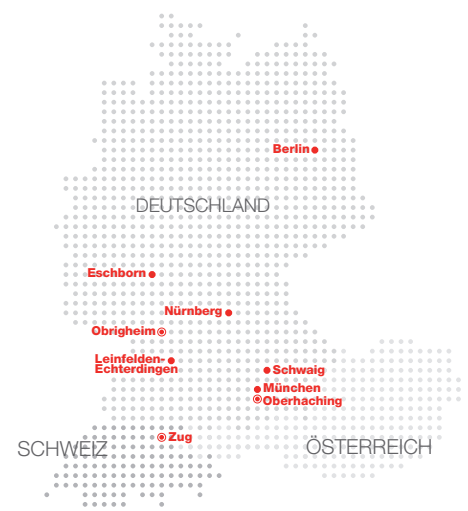 Berlin
DEUTSCHLAND
Eschborn
Nürnberg
Obrigheim
Leinfelden-
Echterdingen
Schwaig
München
Oberhaching
Zug
SCHWEIZ
ÖSTERREICH